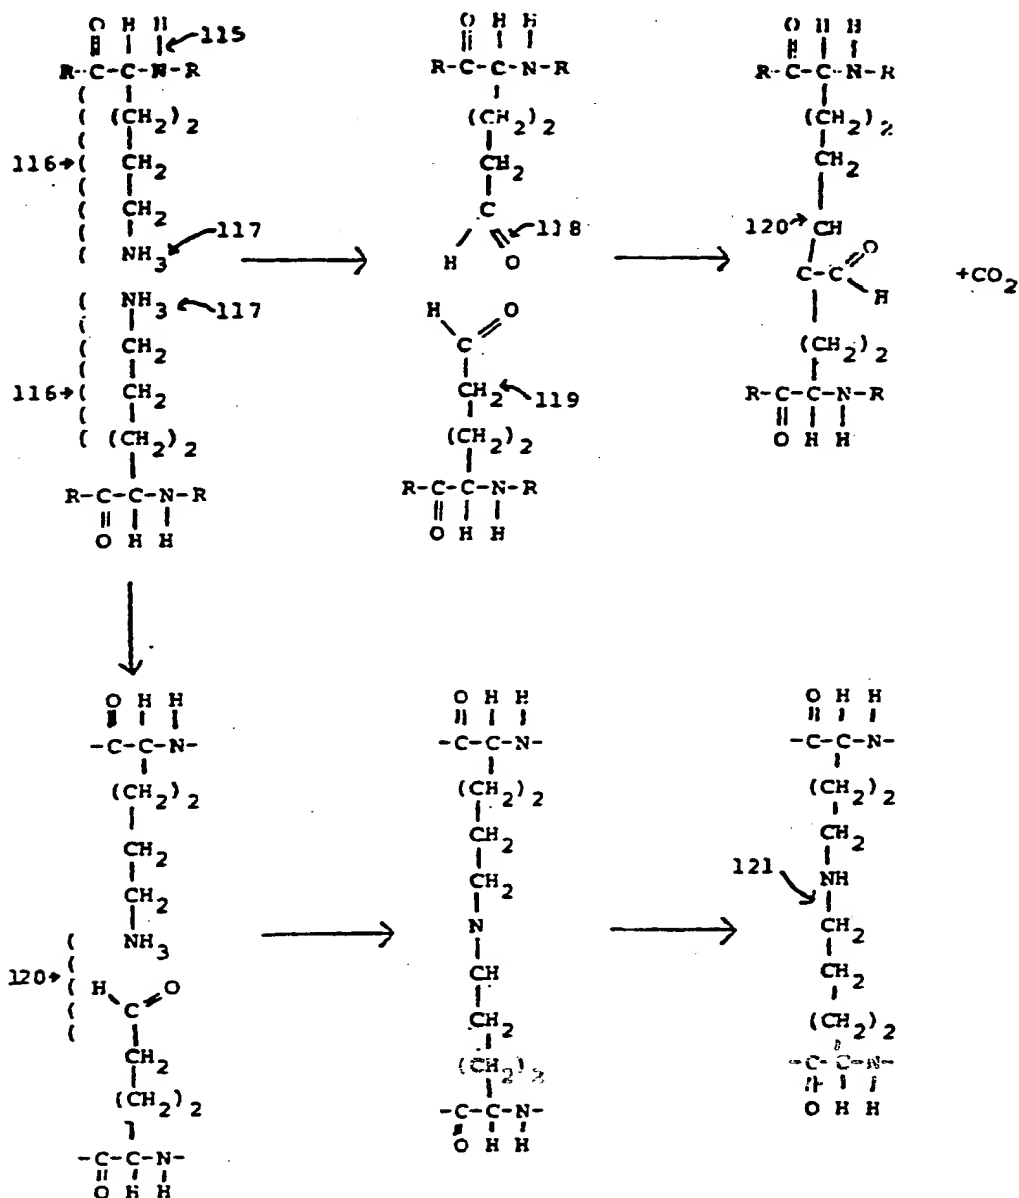 O H H
115
R-C-C-N-R
(CH2)2
116
CH2
CH2
NH3
117
NH3
117
CH2
116
CH2
(CH2)2
R-C-C-N-R
O H H
O H H
R-C-C-N-R
(CH2)2
CH2
C
118
H O
H O
C
CH2
119
(CH2)2
R-C-C-N-R
O H H
O H H
R-C-C-N-R
(CH2)2
CH2
120
CH
O
C-C
H
+CO2
(CH2)2
R-C-C-N-R
O H H
O H H
-C-C-N-
(CH2)2
CH2
CH2
NH3
120
H O
C
CH2
(CH2)2
-C-C-N-
O H H
O H H
-C-C-N-
(CH2)2
CH2
CH2
N
CH
CH2
(CH2)2
-C-C-N-
O H H
O H H
-C-C-N-
(CH2)2
CH2
121
NH
CH2
CH2
(CH2)2
-C-C-N-
O H H